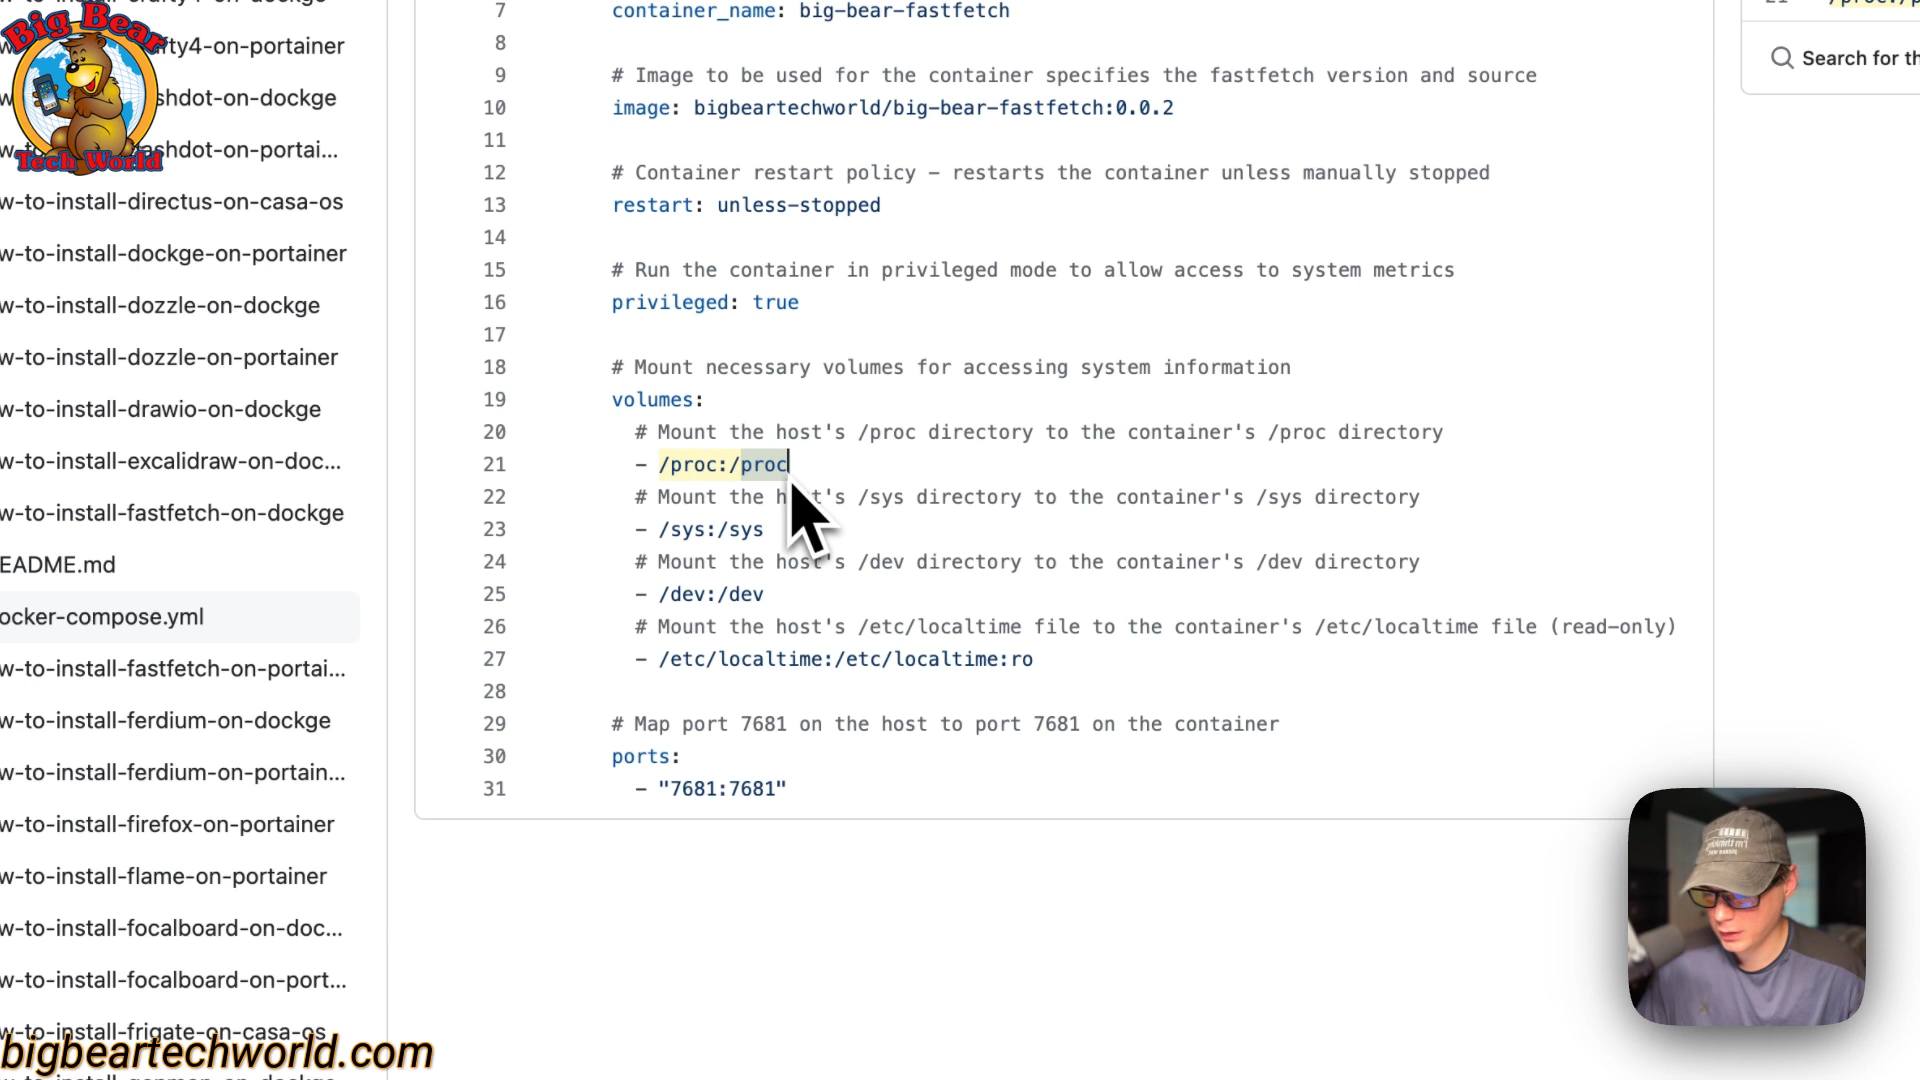 Big Bear
Tech World
fty4-on-portainer
shdot-on-dockge
ashdot-on-portai...
w-to-install-directus-on-casa-os
w-to-install-dockge-on-portainer
w-to-install-dozzle-on-dockge
w-to-install-dozzle-on-portainer
w-to-install-drawio-on-dockge
w-to-install-excalidraw-on-doc...
w-to-install-fastfetch-on-dockge
EADME.md
ocker-compose.yml
w-to-install-fastfetch-on-portai...
w-to-install-ferdium-on-dockge
w-to-install-ferdium-on-portain...
w-to-install-firefox-on-portainer
w-to-install-flame-on-portainer
w-to-install-focalboard-on-doc...
w-to-install-focalboard-on-port...
w-to-install-frigate-on-casa-os
bigbeartechworld.com
7 container_name: big-bear-fastfetch
8
9 # Image to be used for the container specifies the fastfetch version and source
10 image: bigbeartechworld/big-bear-fastfetch:0.0.2
11
12 # Container restart policy – restarts the container unless manually stopped
13 restart: unless-stopped
14
15 # Run the container in privileged mode to allow access to system metrics
16 privileged: true
17
18 # Mount necessary volumes for accessing system information
19 volumes:
20 # Mount the host's /proc directory to the container's /proc directory
21 - /proc:/proc
22 # Mount the h t's /sys directory to the container's /sys directory
23 - /sys:/sys
24 # Mount the host's /dev directory to the container's /dev directory
25 - /dev:/dev
26 # Mount the host's /etc/localtime file to the container's /etc/localtime file (read-only)
27 - /etc/localtime:/etc/localtime:ro
28
29 # Map port 7681 on the host to port 7681 on the container
30 ports:
31 - "7681:7681"
Search for th